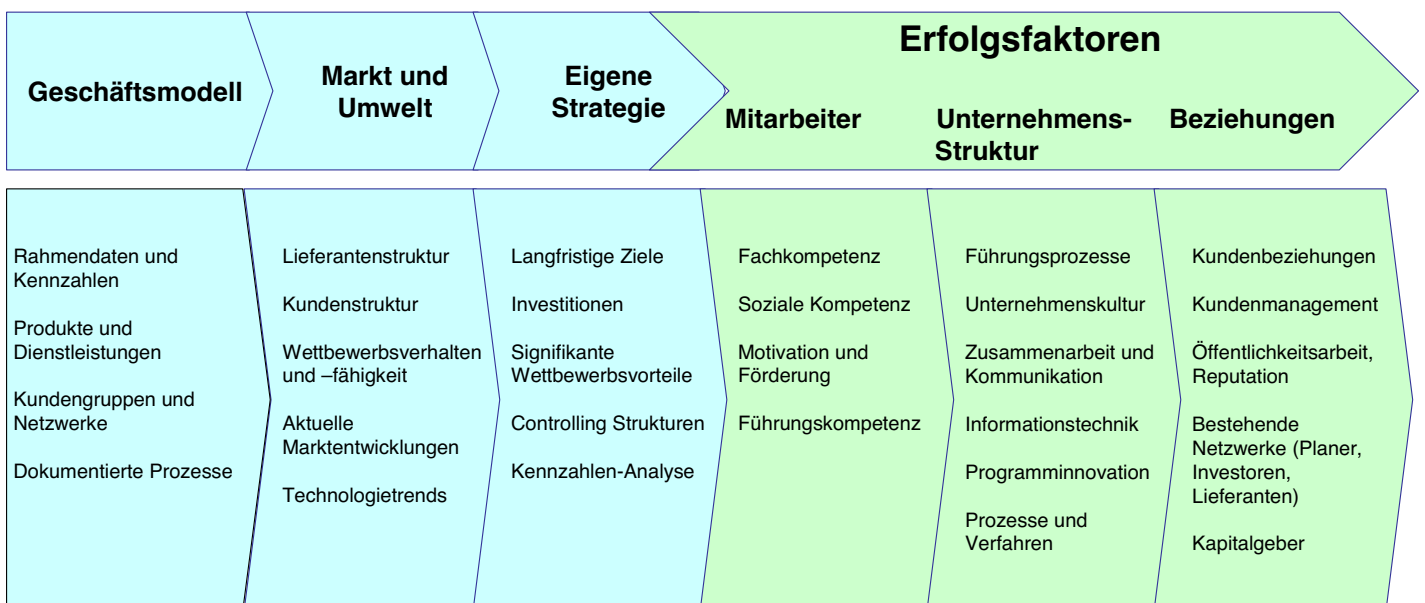 Geschäftsmodell
Markt und
Umwelt
Eigene
Strategie
Erfolgsfaktoren
Mitarbeiter
Unternehmens-
Struktur
Beziehungen
Rahmendaten und
Kennzahlen
Produkte und
Dienstleistungen
Kundengruppen und
Netzwerke
Dokumentierte Prozesse
Lieferantenstruktur
Kundenstruktur
Wettbewerbsverhalten
und –fähigkeit
Aktuelle
Marktentwicklungen
Technologietrends
Langfristige Ziele
Investitionen
Signifikante
Wettbewerbsvorteile
Controlling Strukturen
Kennzahlen-Analyse
Fachkompetenz
Soziale Kompetenz
Motivation und
Förderung
Führungskompetenz
Führungsprozesse
Unternehmenskultur
Zusammenarbeit und
Kommunikation
Informationstechnik
Programminnovation
Prozesse und
Verfahren
Kundenbeziehungen
Kundenmanagement
Öffentlichkeitsarbeit,
Reputation
Bestehende
Netzwerke (Planer,
Investoren,
Lieferanten)
Kapitalgeber